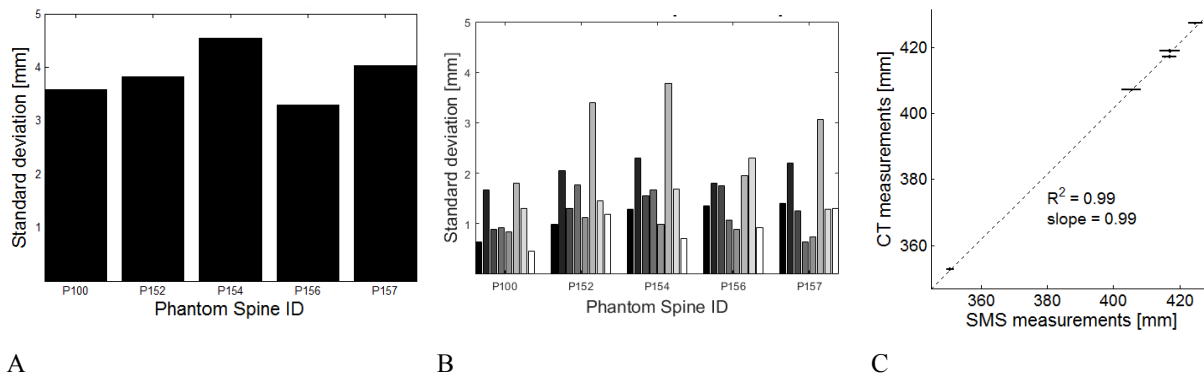 5
4
3
2
1
Standard deviation [mm]
P100 P152 P154 P156 P157
Phantom Spine ID
A
5
4
3
2
1
Standard deviation [mm]
P100 P152 P154 P156 P157
Phantom Spine ID
B
420
400
380
360
CT measurements [mm]
R² = 0.99
slope = 0.99
360 380 400 420
SMS measurements [mm]
C